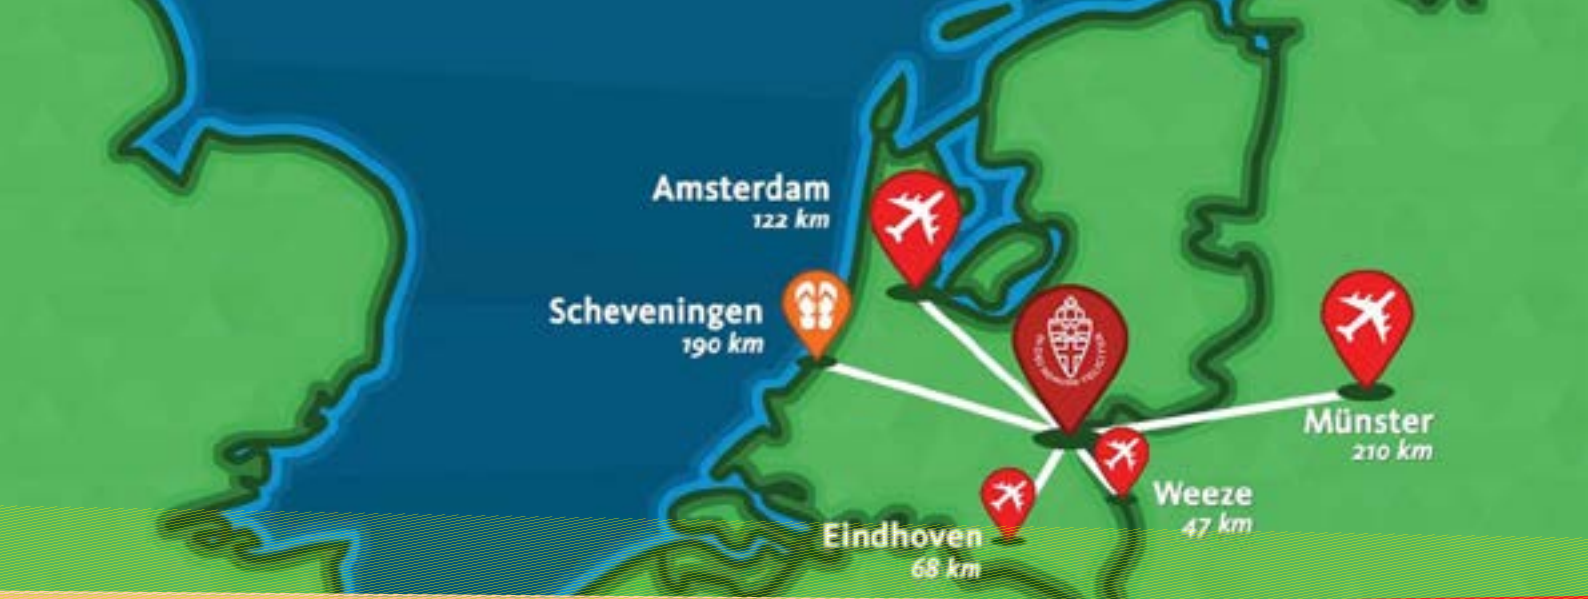 Amsterdam
122 km
Scheveningen
190 km
Münster
210 km
Weeze
47 km
Eindhoven
68 km